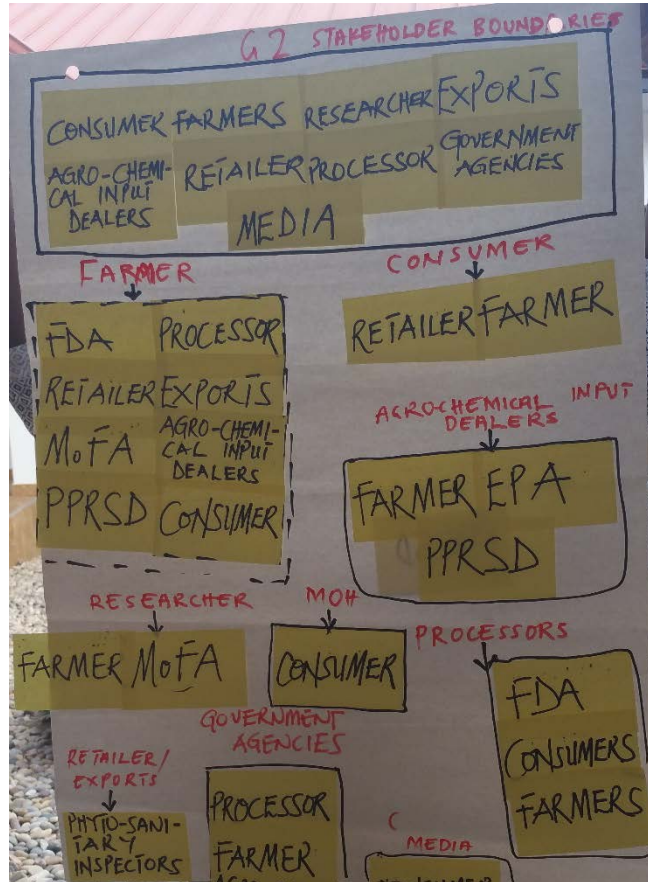 G2 STAKEHOLDER BOUNDARIES
CONSUMER FARMERS RESEARCHER EXPORTS
AGRO-CHEMI-
CAL INPUT
DEALERS
RETAILER PROCESSOR
GOVERNMENT
AGENCIES
MEDIA
FARMER
FDA PROCESSOR
RETAILER EXPORTS
MoFA
AGRO-CHEMI-
CAL INPUT
DEALERS
PPRSD CONSUMER
CONSUMER
RETAILER FARMER
AGROCHEMICAL INPUT
DEALERS
FARMER EPA
PPRSD
RESEARCHER
FARMER MoFA
MOH
CONSUMER
PROCESSORS
FDA
CONSUMERS
FARMERS
RETAILER/
EXPORTS
PHYTO-SANI-
TARY
INSPECTORS
GOVERNMENT
AGENCIES
PROCESSOR
FARMER
MEDIA